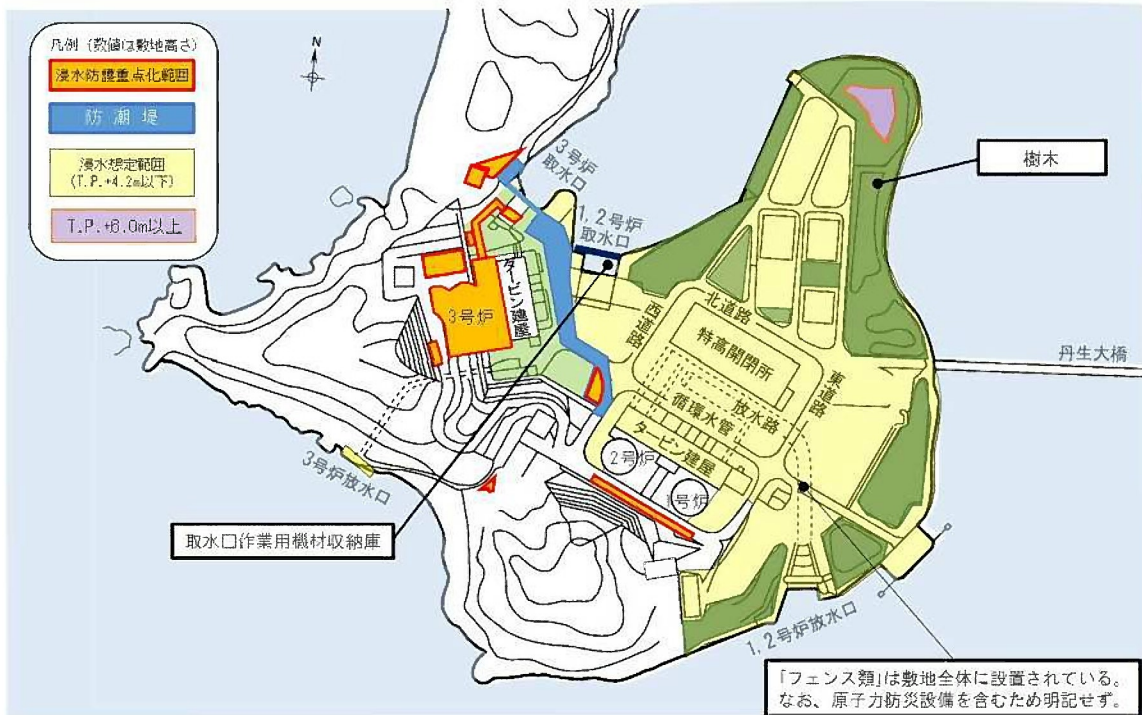 凡例（数値は敷地高さ）
浸水防護重点化範囲
防潮堤
浸水想定範囲
(T.P.+4.2m以下)
T.P.+6.0m以上
N
3号炉
取水口
1,2号炉
取水口
樹木
タービン建屋
3号炉
北道路
西道路
特高開閉所
東道路
丹生大橋
放水路
循環水管
タービン建屋
2号炉
1号炉
3号炉放水口
取水口作業用機材収納庫
1,2号炉放水口
「フェンス類」は敷地全体に設置されている。
なお、原子力防災設備を含むため明記せず。